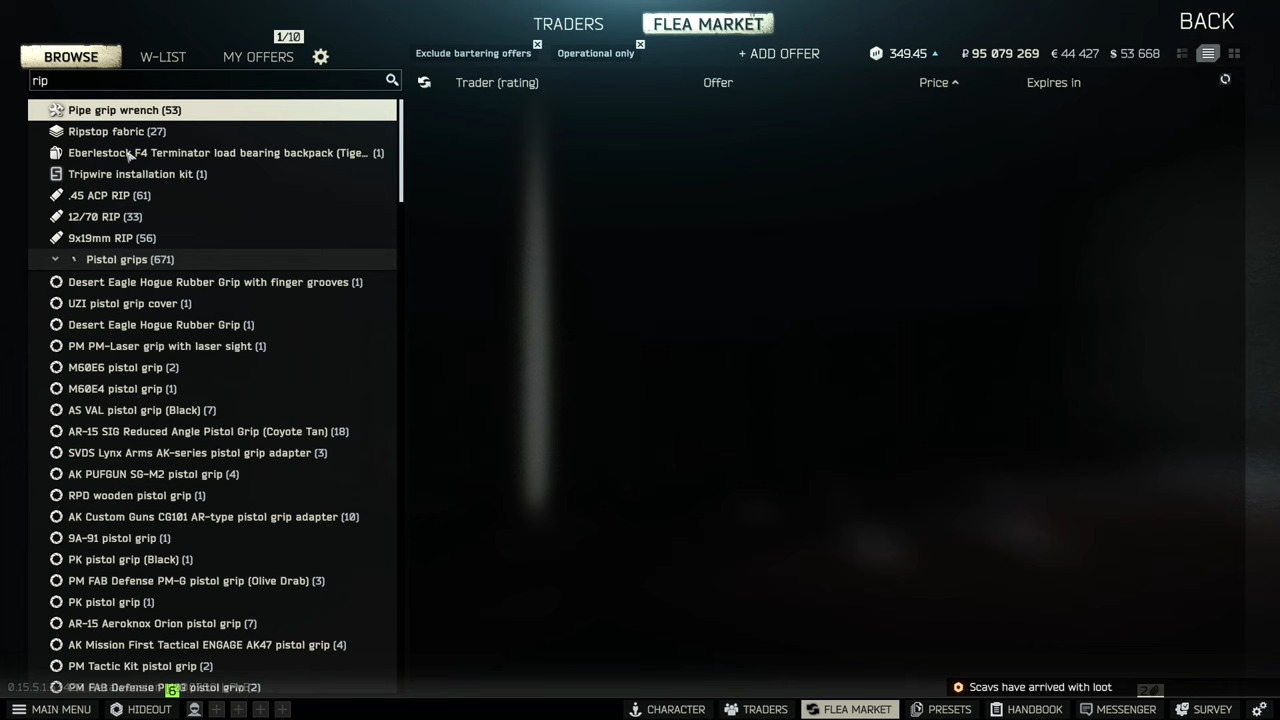 TRADERS
FLEA MARKET
BACK
1/10
BROWSE
W-LIST
MY OFFERS
Exclude bartering offers
Operational only
+ ADD OFFER
349.45
₽ 95 079 269
€ 44 427
$ 53 668
rip
Trader (rating)
Offer
Price
Expires in
Pipe grip wrench (53)
Ripstop fabric (27)
Eberlestock F4 Terminator load bearing backpack (Tige... (1)
Tripwire installation kit (1)
.45 ACP RIP (61)
12/70 RIP (33)
9x19mm RIP (56)
Pistol grips (671)
Desert Eagle Hogue Rubber Grip with finger grooves (1)
UZI pistol grip cover (1)
Desert Eagle Hogue Rubber Grip (1)
PM PM-Laser grip with laser sight (1)
M60E6 pistol grip (2)
M60E4 pistol grip (1)
AS VAL pistol grip (Black) (7)
AR-15 SIG Reduced Angle Pistol Grip (Coyote Tan) (18)
SVDS Lynx Arms AK-series pistol grip adapter (3)
AK PUFGUN SG-M2 pistol grip (4)
RPD wooden pistol grip (1)
AK Custom Guns CG101 AR-type pistol grip adapter (10)
9A-91 pistol grip (1)
PK pistol grip (Black) (1)
PM FAB Defense PM-G pistol grip (Olive Drab) (3)
PK pistol grip (1)
AR-15 Aeroknox Orion pistol grip (7)
AK Mission First Tactical ENGAGE AK47 pistol grip (4)
PM Tactic Kit pistol grip (2)
PM FAB Defense pistol grip (2)
0.15.5.1
6
Scavs have arrived with loot
MAIN MENU
HIDEOUT
CHARACTER
TRADERS
FLEA MARKET
PRESETS
HANDBOOK
MESSENGER
SURVEY